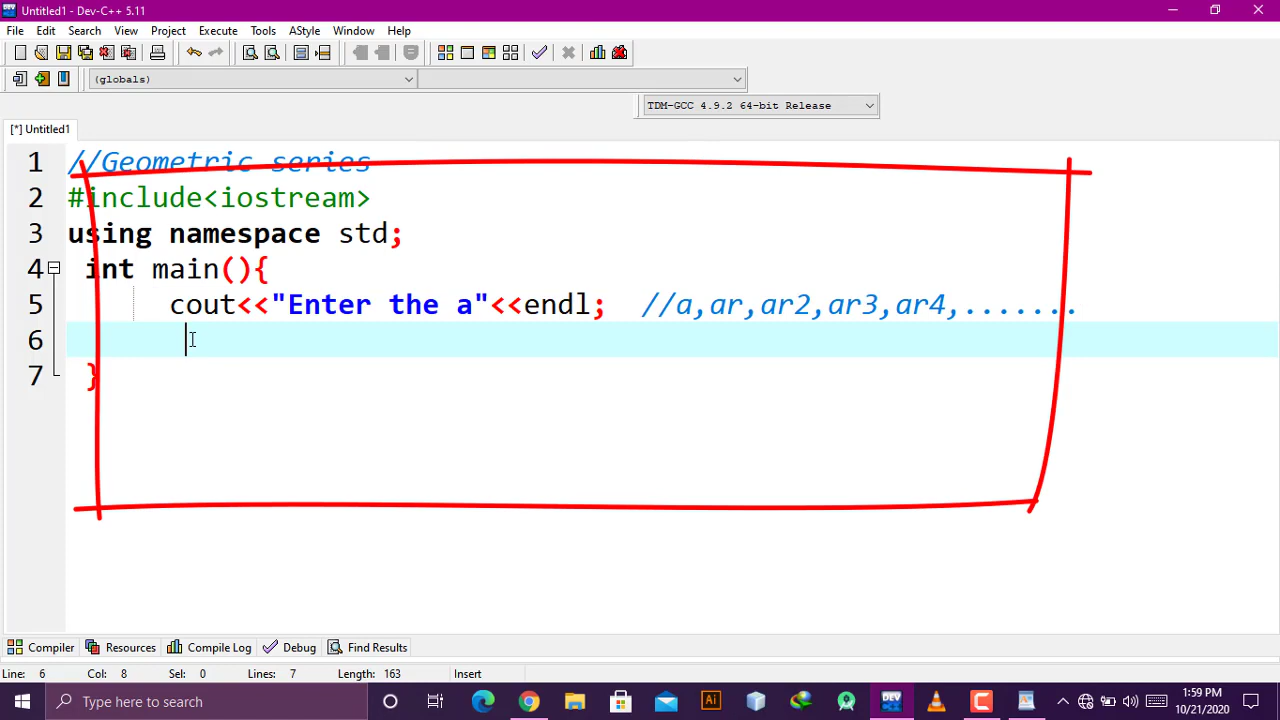 Untitled1 - Dev-C++ 5.11
File Edit Search View Project Execute Tools AStyle Window Help
(globals)
TDM-GCC 4.9.2 64-bit Release
[*] Untitled1
1 //Geometric series
2 #include<iostream>
3 using namespace std;
4 int main(){
5 cout<<"Enter the a"<<endl; //a,ar,ar2,ar3,ar4,.......
6
7 }
Compiler Resources Compile Log Debug Find Results
Line: 6 Col: 8 Sel: 0 Lines: 7 Length: 163 Insert
Type here to search
DEV
Ai
1:59 PM
10/21/2020